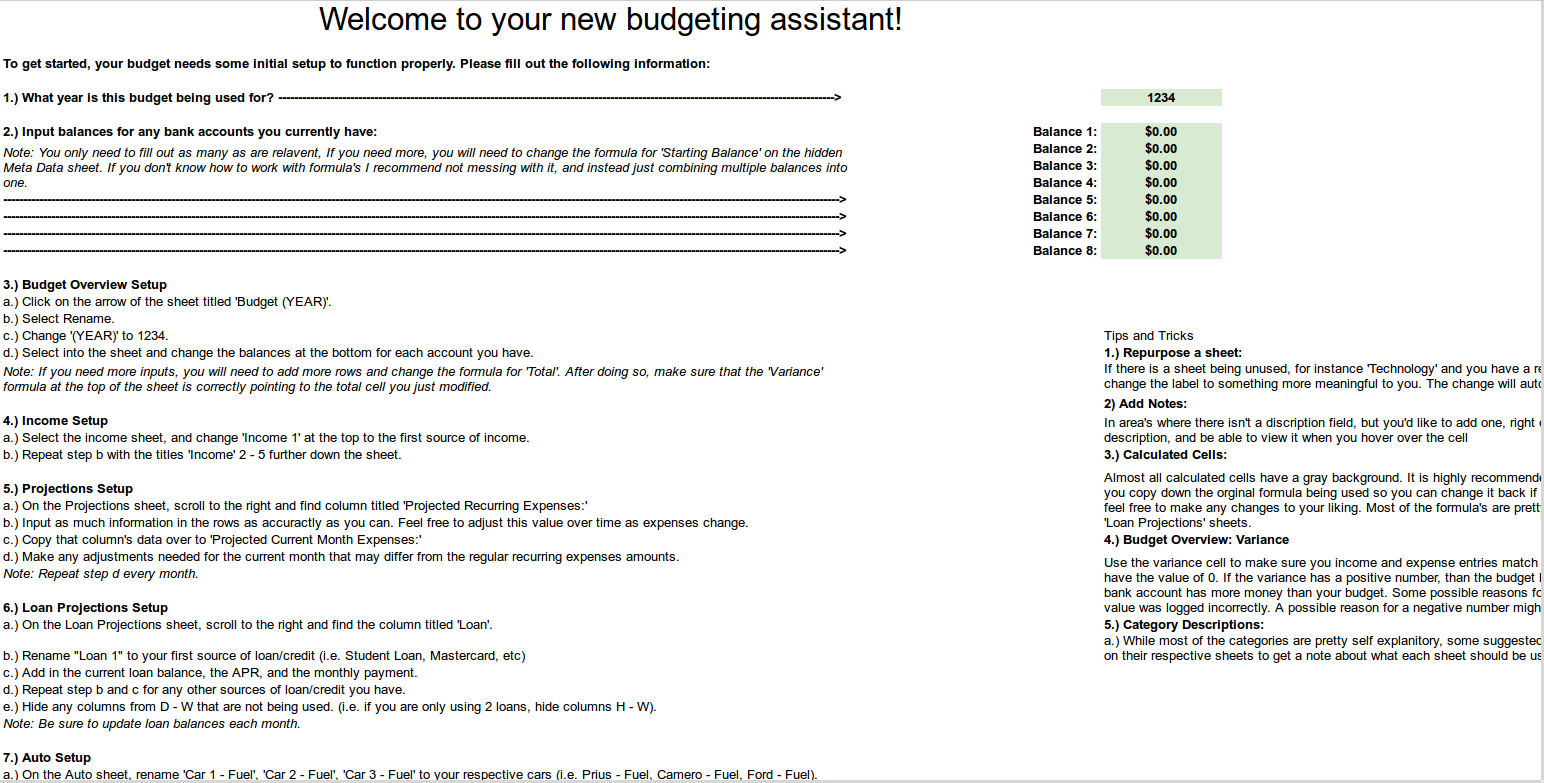 Welcome to your new budgeting assistant!
To get started, your budget needs some initial setup to function properly. Please fill out the following information:
1.) What year is this budget being used for? ------------------------------------------------------------------------------------------------------------------------------------------->
1234
2.) Input balances for any bank accounts you currently have:
Note: You only need to fill out as many as are relavent, If you need more, you will need to change the formula for 'Starting Balance' on the hidden
Meta Data sheet. If you don't know how to work with formula's I recommend not messing with it, and instead just combining multiple balances into
one.
----------------------------------------------------------------------------------------------------------------------------------------------------------------------------------------------------------------->
----------------------------------------------------------------------------------------------------------------------------------------------------------------------------------------------------------------->
----------------------------------------------------------------------------------------------------------------------------------------------------------------------------------------------------------------->
----------------------------------------------------------------------------------------------------------------------------------------------------------------------------------------------------------------->
Balance 1: $0.00
Balance 2: $0.00
Balance 3: $0.00
Balance 4: $0.00
Balance 5: $0.00
Balance 6: $0.00
Balance 7: $0.00
Balance 8: $0.00
3.) Budget Overview Setup
a.) Click on the arrow of the sheet titled 'Budget (YEAR)'.
b.) Select Rename.
c.) Change '(YEAR)' to 1234.
d.) Select into the sheet and change the balances at the bottom for each account you have.
Note: If you need more inputs, you will need to add more rows and change the formula for 'Total'. After doing so, make sure that the 'Variance'
formula at the top of the sheet is correctly pointing to the total cell you just modified.
4.) Income Setup
a.) Select the income sheet, and change 'Income 1' at the top to the first source of income.
b.) Repeat step b with the titles 'Income' 2 - 5 further down the sheet.
5.) Projections Setup
a.) On the Projections sheet, scroll to the right and find column titled 'Projected Recurring Expenses:'
b.) Input as much information in the rows as accuractly as you can. Feel free to adjust this value over time as expenses change.
c.) Copy that column's data over to 'Projected Current Month Expenses:'
d.) Make any adjustments needed for the current month that may differ from the regular recurring expenses amounts.
Note: Repeat step d every month.
6.) Loan Projections Setup
a.) On the Loan Projections sheet, scroll to the right and find the column titled 'Loan'.
b.) Rename "Loan 1" to your first source of loan/credit (i.e. Student Loan, Mastercard, etc)
c.) Add in the current loan balance, the APR, and the monthly payment.
d.) Repeat step b and c for any other sources of loan/credit you have.
e.) Hide any columns from D - W that are not being used. (i.e. if you are only using 2 loans, hide columns H - W).
Note: Be sure to update loan balances each month.
7.) Auto Setup
a.) On the Auto sheet, rename 'Car 1 - Fuel', 'Car 2 - Fuel', 'Car 3 - Fuel' to your respective cars (i.e. Prius - Fuel, Camero - Fuel, Ford - Fuel).
Tips and Tricks
1.) Repurpose a sheet:
If there is a sheet being unused, for instance 'Technology' and you have a
change the label to something more meaningful to you. The change will
2) Add Notes:
In area's where there isn't a discription field, but you'd like to add one, right
description, and be able to view it when you hover over the cell
3.) Calculated Cells:
Almost all calculated cells have a gray background. It is highly
you copy down the orginal formula being used so you can change it back if
feel free to make any changes to your liking. Most of the formula's are
'Loan Projections' sheets.
4.) Budget Overview: Variance
Use the variance cell to make sure you income and expense entries match
have the value of 0. If the variance has a positive number, than the budget
bank account has more money than your budget. Some possible reasons
value was logged incorrectly. A possible reason for a negative number
5.) Category Descriptions:
a.) While most of the categories are pretty self explanitory, some
on their respective sheets to get a note about what each sheet should be